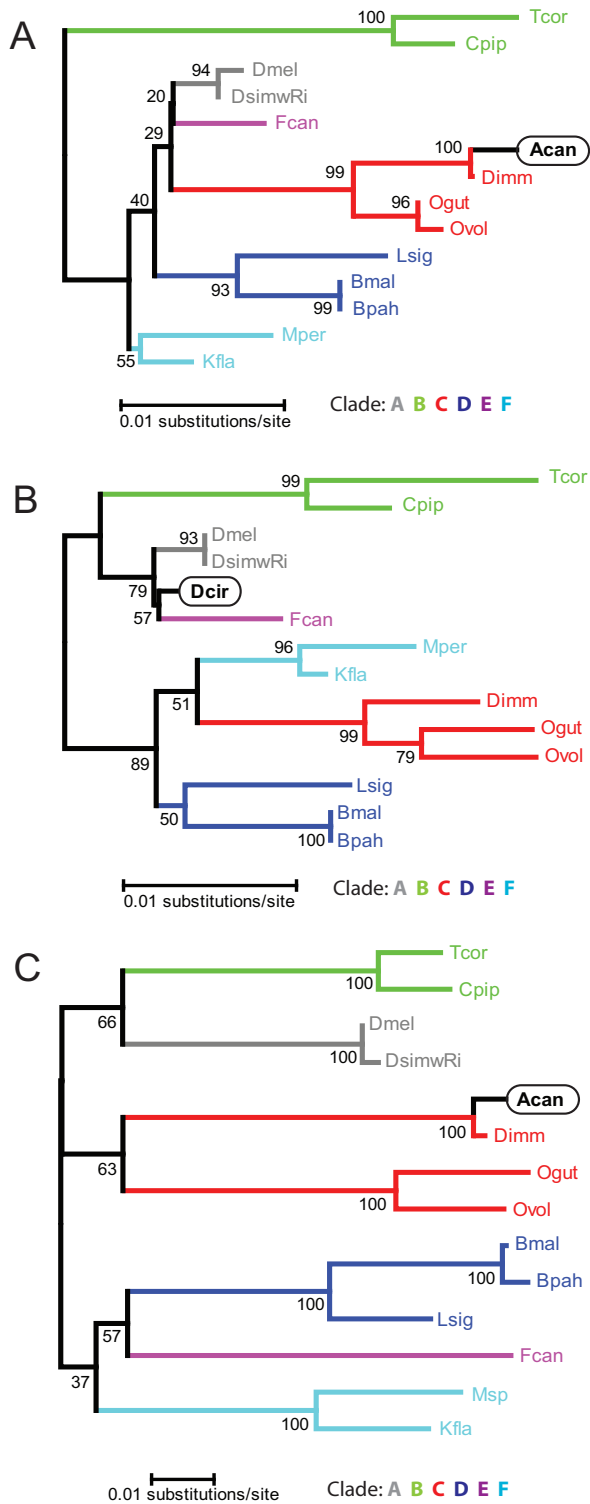 A
100
Tcor
Cpip
94
Dmel
DsimwRi
20
Fcan
29
100
Acan
99
Dimm
96
Ogut
Ovol
40
Lsig
93
Bmal
99
Bpah
Mper
55
Kfla
0.01 substitutions/site
Clade: A B C D E F
B
99
Tcor
Cpip
93
Dmel
DsimwRi
79
Dcir
57
Fcan
96
Mper
Kfla
51
Dimm
99
Ogut
79
Ovol
89
Lsig
50
Bmal
100
Bpah
0.01 substitutions/site
Clade: A B C D E F
C
Tcor
100
Cpip
66
Dmel
100
DsimwRi
Acan
100
Dimm
63
Ogut
100
Ovol
Bmal
100
Bpah
100
Lsig
57
Fcan
37
Msp
100
Kfla
0.01 substitutions/site
Clade: A B C D E F